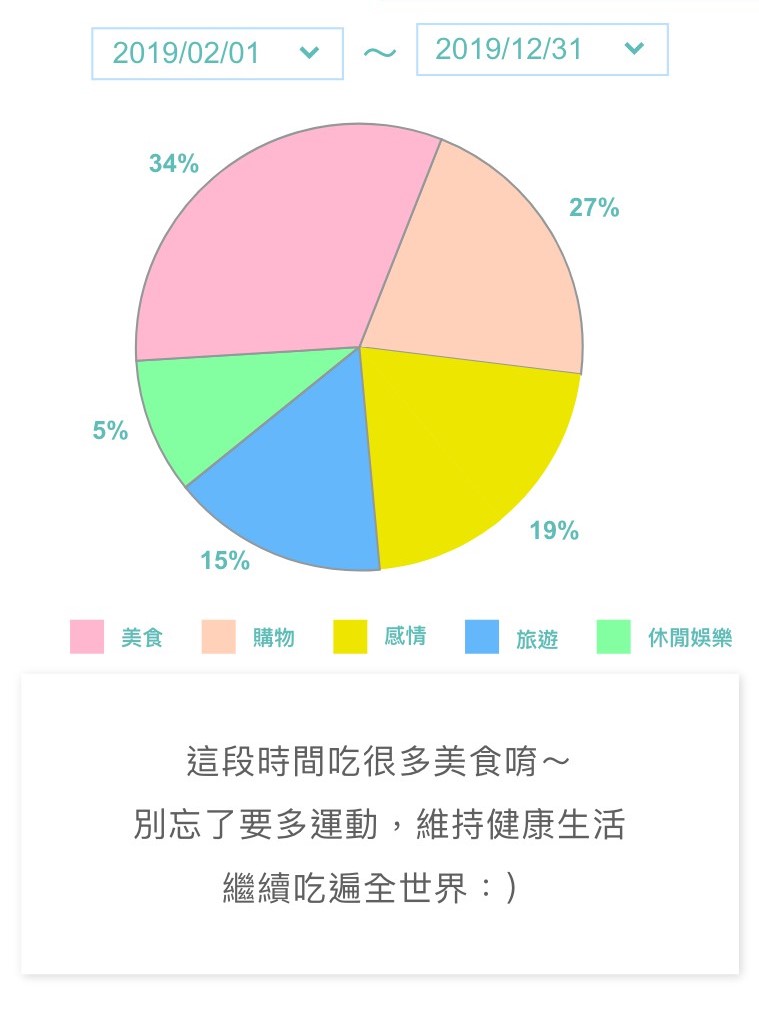 2019/02/01 ～ 2019/12/31
34%
27%
5%
19%
15%
美食 購物 感情 旅遊 休閒娛樂
這段時間吃很多美食唷～
別忘了要多運動，維持健康生活
繼續吃遍全世界：)